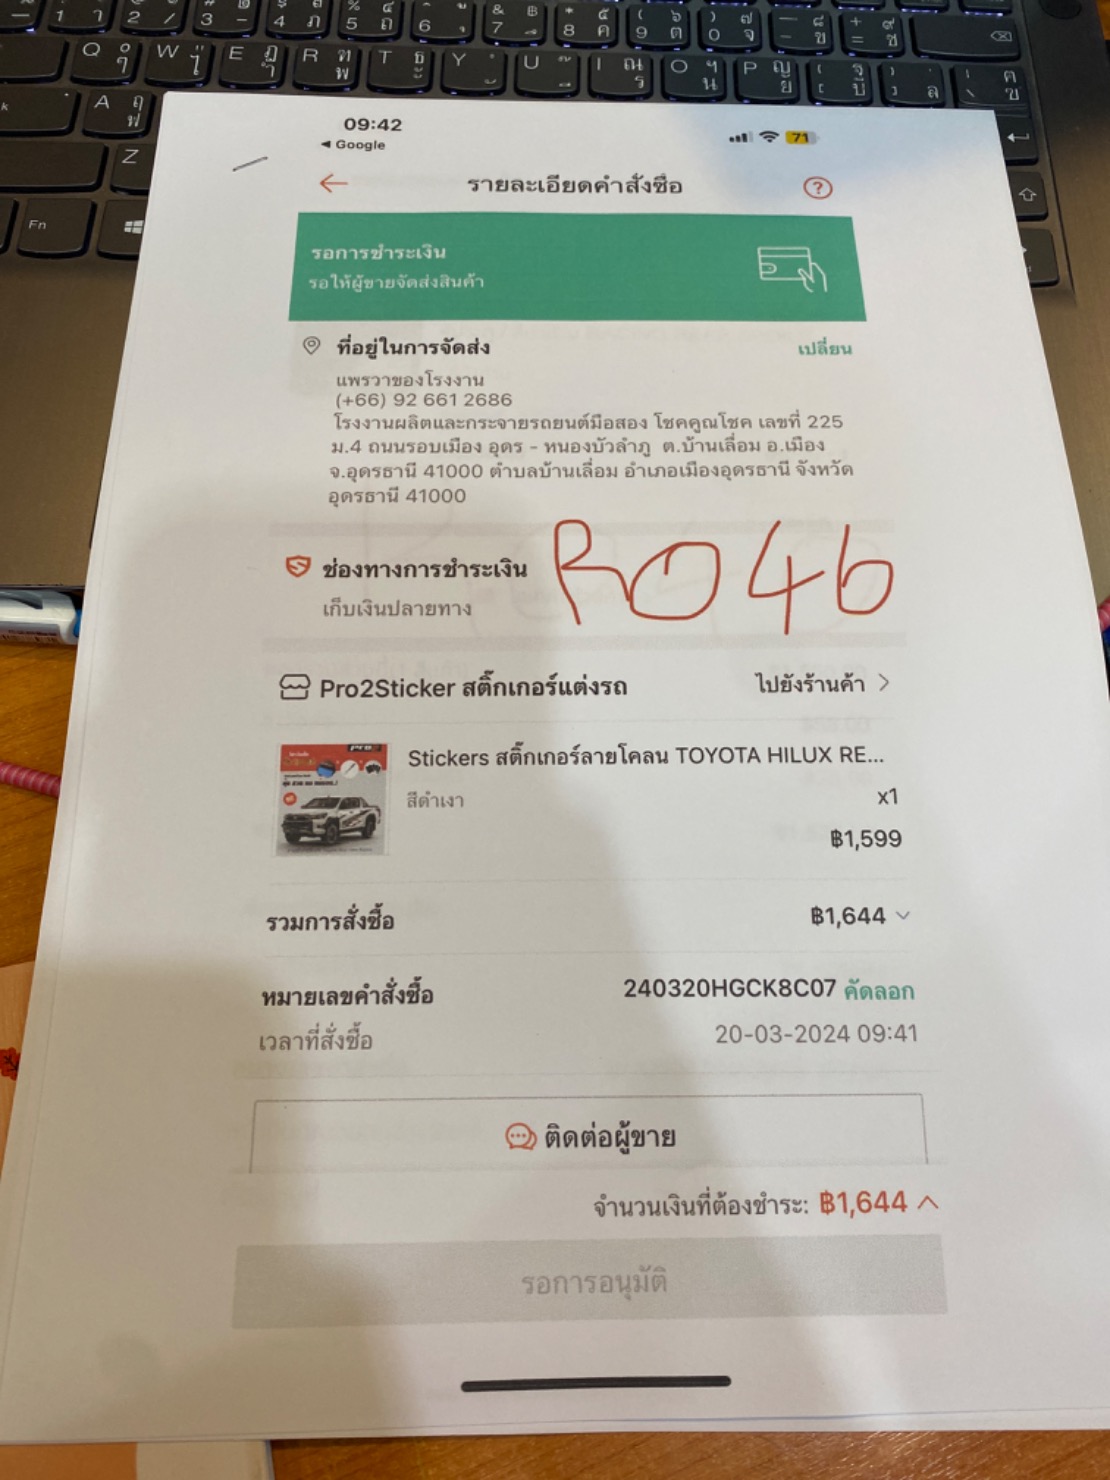 09:42
71
◀ Google
รายละเอียดคำสั่งซื้อ
?
รอการชำระเงิน
รอให้ผู้ขายจัดส่งสินค้า
ที่อยู่ในการจัดส่ง
เปลี่ยน
แพรวาของโรงงาน
(+66) 92 661 2686
โรงงานผลิตและกระจายรถยนต์มือสอง โชคคูณโชค เลขที่ 225
ม.4 ถนนรอบเมือง อุดร - หนองบัวลำภู ต.บ้านเลื่อม อ.เมือง
จ.อุดรธานี 41000 ตำบลบ้านเลื่อม อำเภอเมืองอุดรธานี จังหวัด
อุดรธานี 41000
RO46
ช่องทางการชำระเงิน
เก็บเงินปลายทาง
Pro2Sticker สติ๊กเกอร์แต่งรถ
ไปยังร้านค้า >
Stickers สติ๊กเกอร์ลายโคลน TOYOTA HILUX RE...
สีดำเงา
x1
฿1,599
รวมการสั่งซื้อ
฿1,644
หมายเลขคำสั่งซื้อ
240320HGCK8C07 คัดลอก
เวลาที่สั่งซื้อ
20-03-2024 09:41
ติดต่อผู้ขาย
จำนวนเงินที่ต้องชำระ: ฿1,644
รอการอนุมัติ